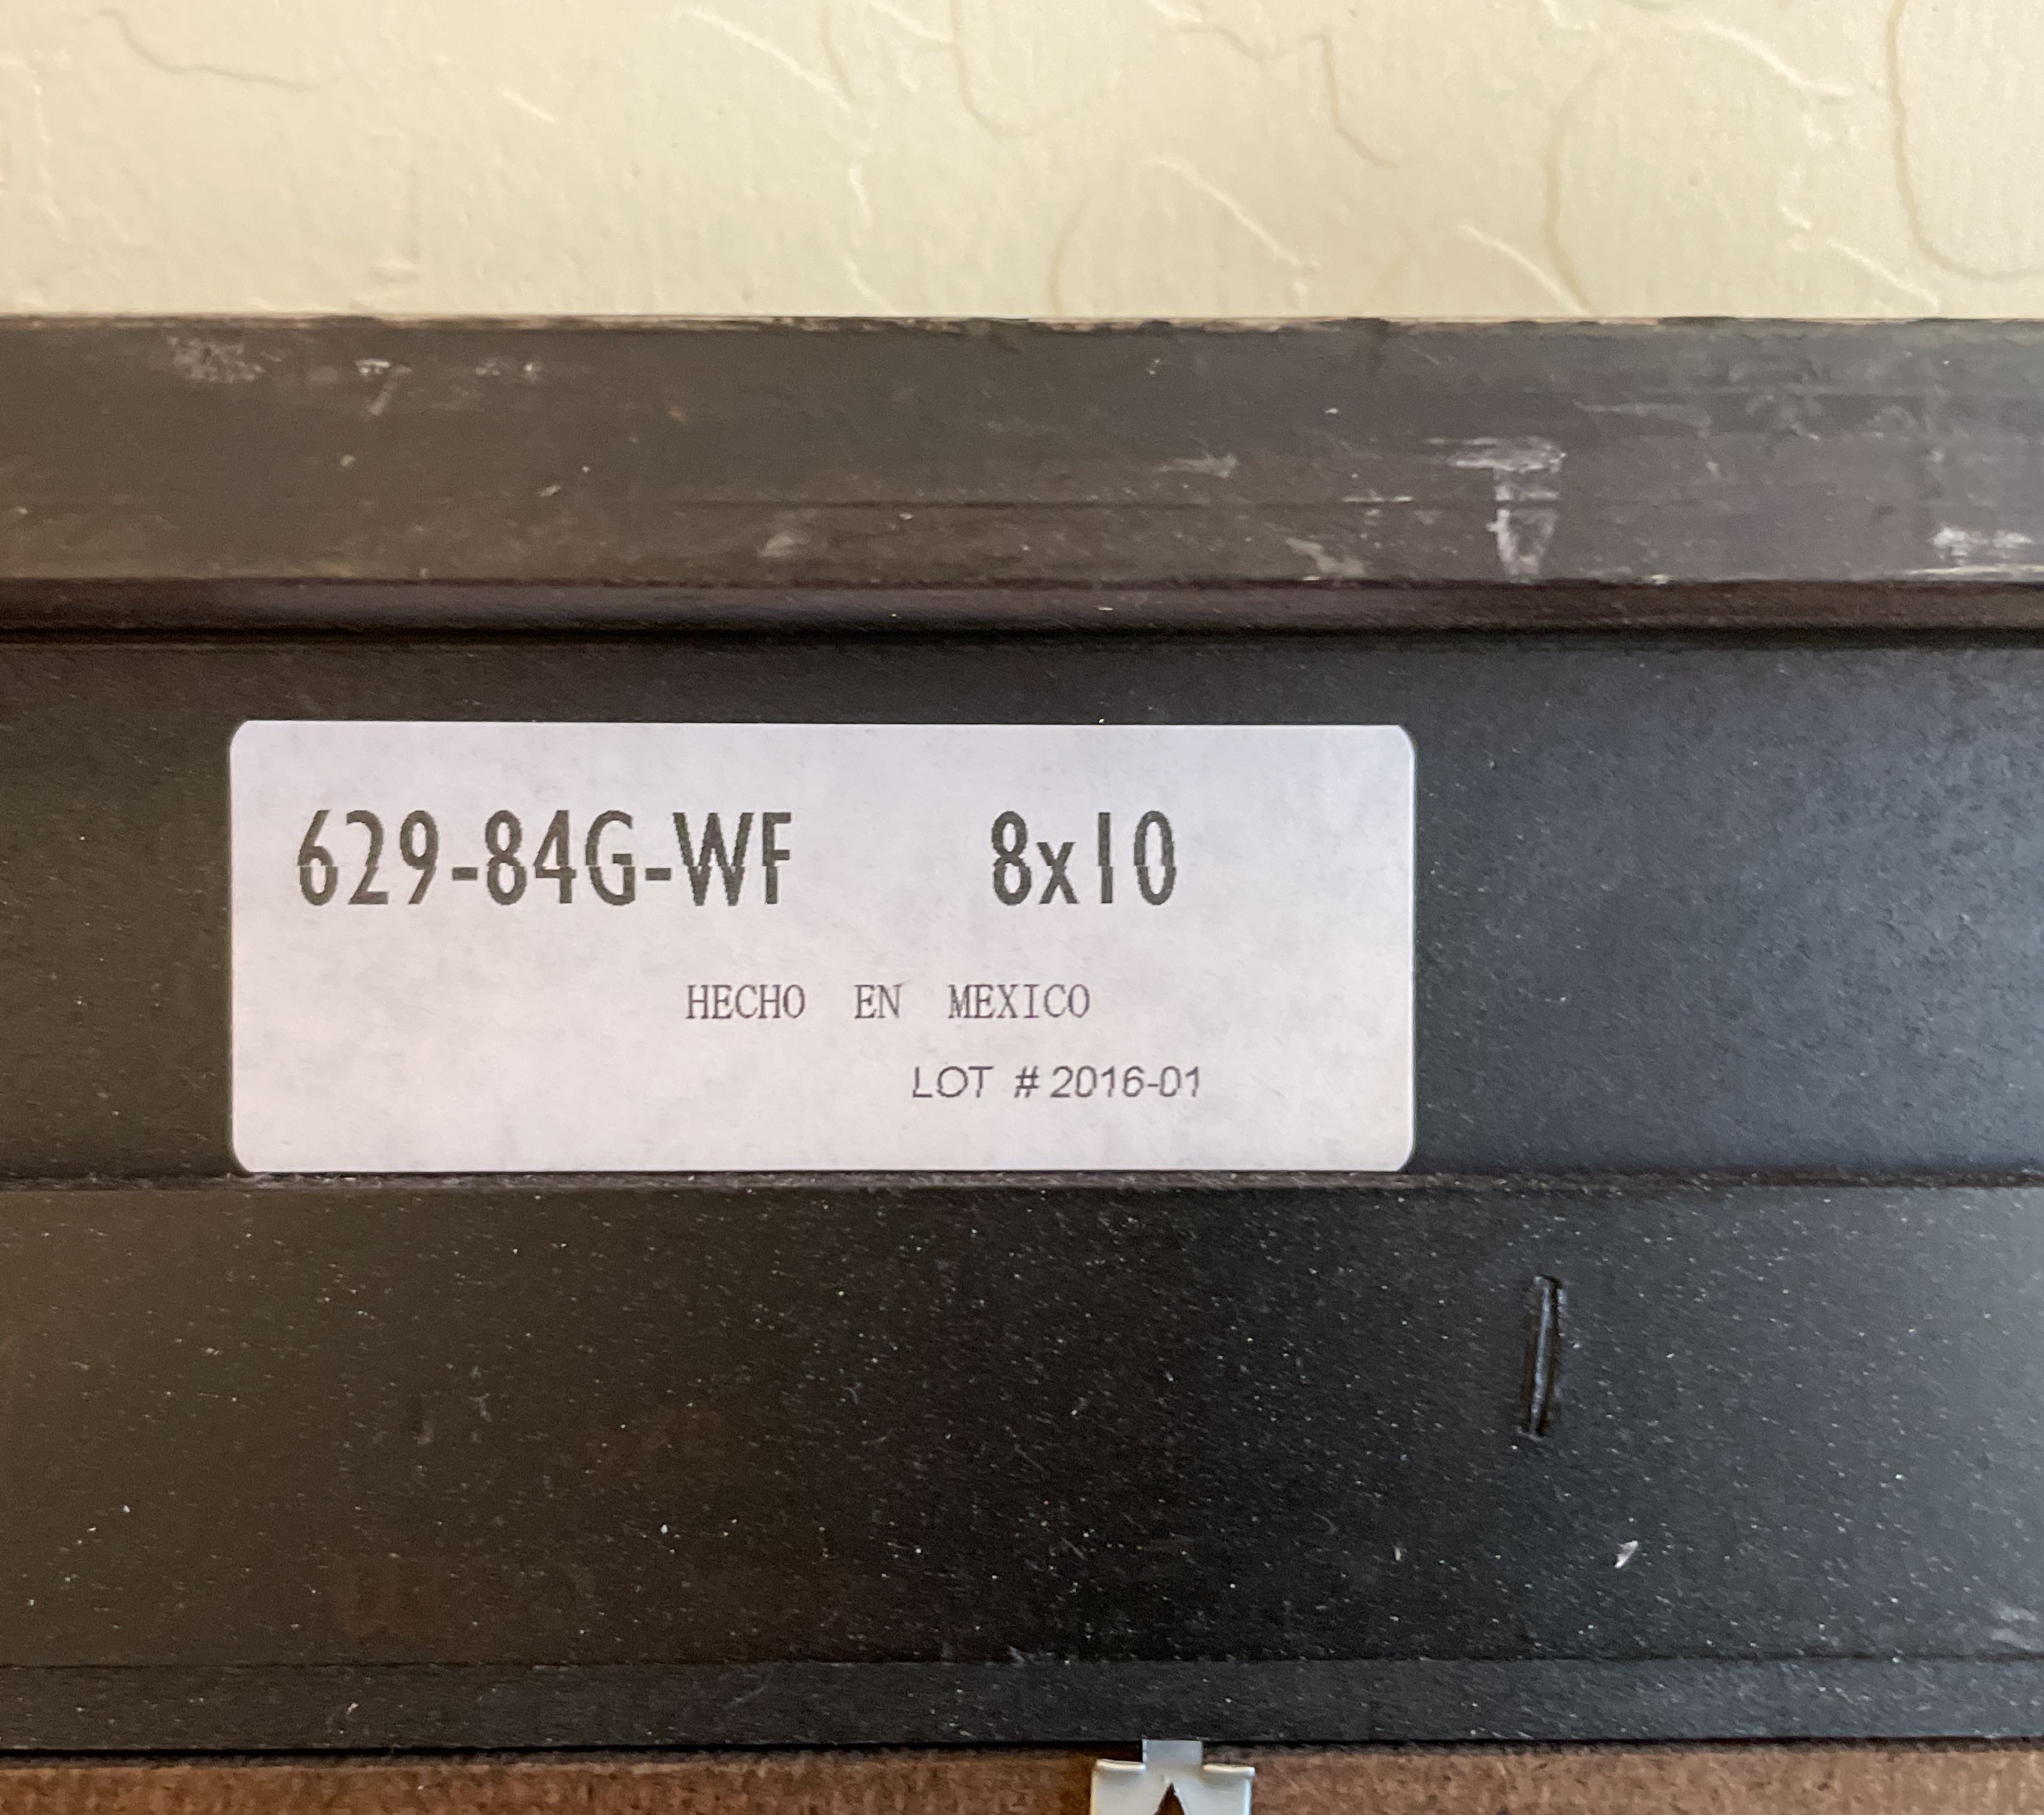 629-84G-WF 8x10
HECHO EN MEXICO
LOT # 2016-01